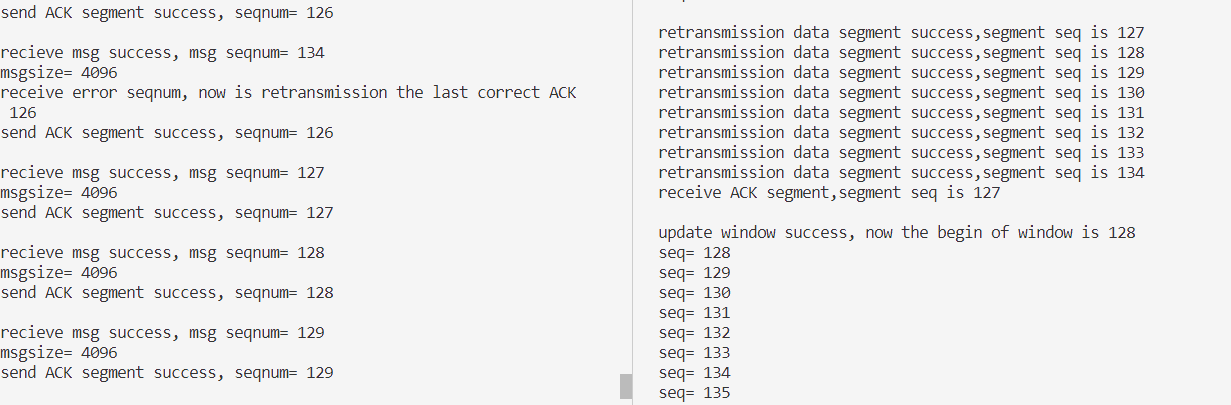 send ACK segment success, seqnum= 126
recieve msg success, msg seqnum= 134
msgsize= 4096
receive error seqnum, now is retransmission the last correct ACK
126
send ACK segment success, seqnum= 126
recieve msg success, msg seqnum= 127
msgsize= 4096
send ACK segment success, seqnum= 127
recieve msg success, msg seqnum= 128
msgsize= 4096
send ACK segment success, seqnum= 128
recieve msg success, msg seqnum= 129
msgsize= 4096
send ACK segment success, seqnum= 129
retransmission data segment success,segment seq is 127
retransmission data segment success,segment seq is 128
retransmission data segment success,segment seq is 129
retransmission data segment success,segment seq is 130
retransmission data segment success,segment seq is 131
retransmission data segment success,segment seq is 132
retransmission data segment success,segment seq is 133
retransmission data segment success,segment seq is 134
receive ACK segment,segment seq is 127
update window success, now the begin of window is 128
seq= 128
seq= 129
seq= 130
seq= 131
seq= 132
seq= 133
seq= 134
seq= 135